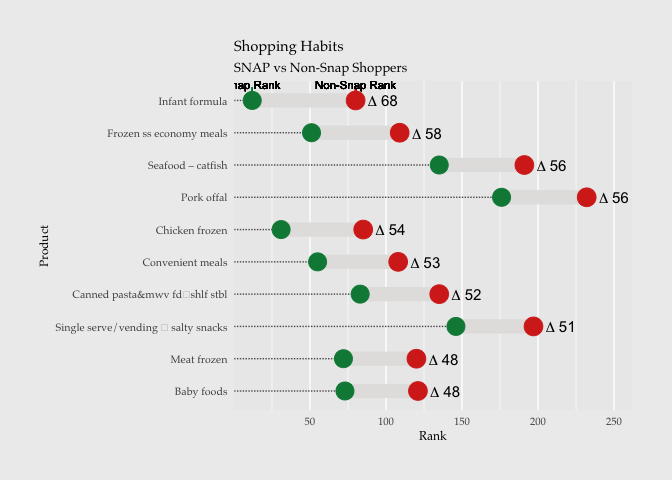 Shopping Habits
SNAP vs Non-Snap Shoppers
nap Rank Non-Snap Rank
Infant formula Δ 68
Frozen ss economy meals Δ 58
Seafood – catfish Δ 56
Pork offal Δ 56
Chicken frozen Δ 54
Convenient meals Δ 53
Canned pasta&mwv fd□shlf stbl Δ 52
Single serve/vending □ salty snacks Δ 51
Meat frozen Δ 48
Baby foods Δ 48
Product
50 100 150 200 250
Rank